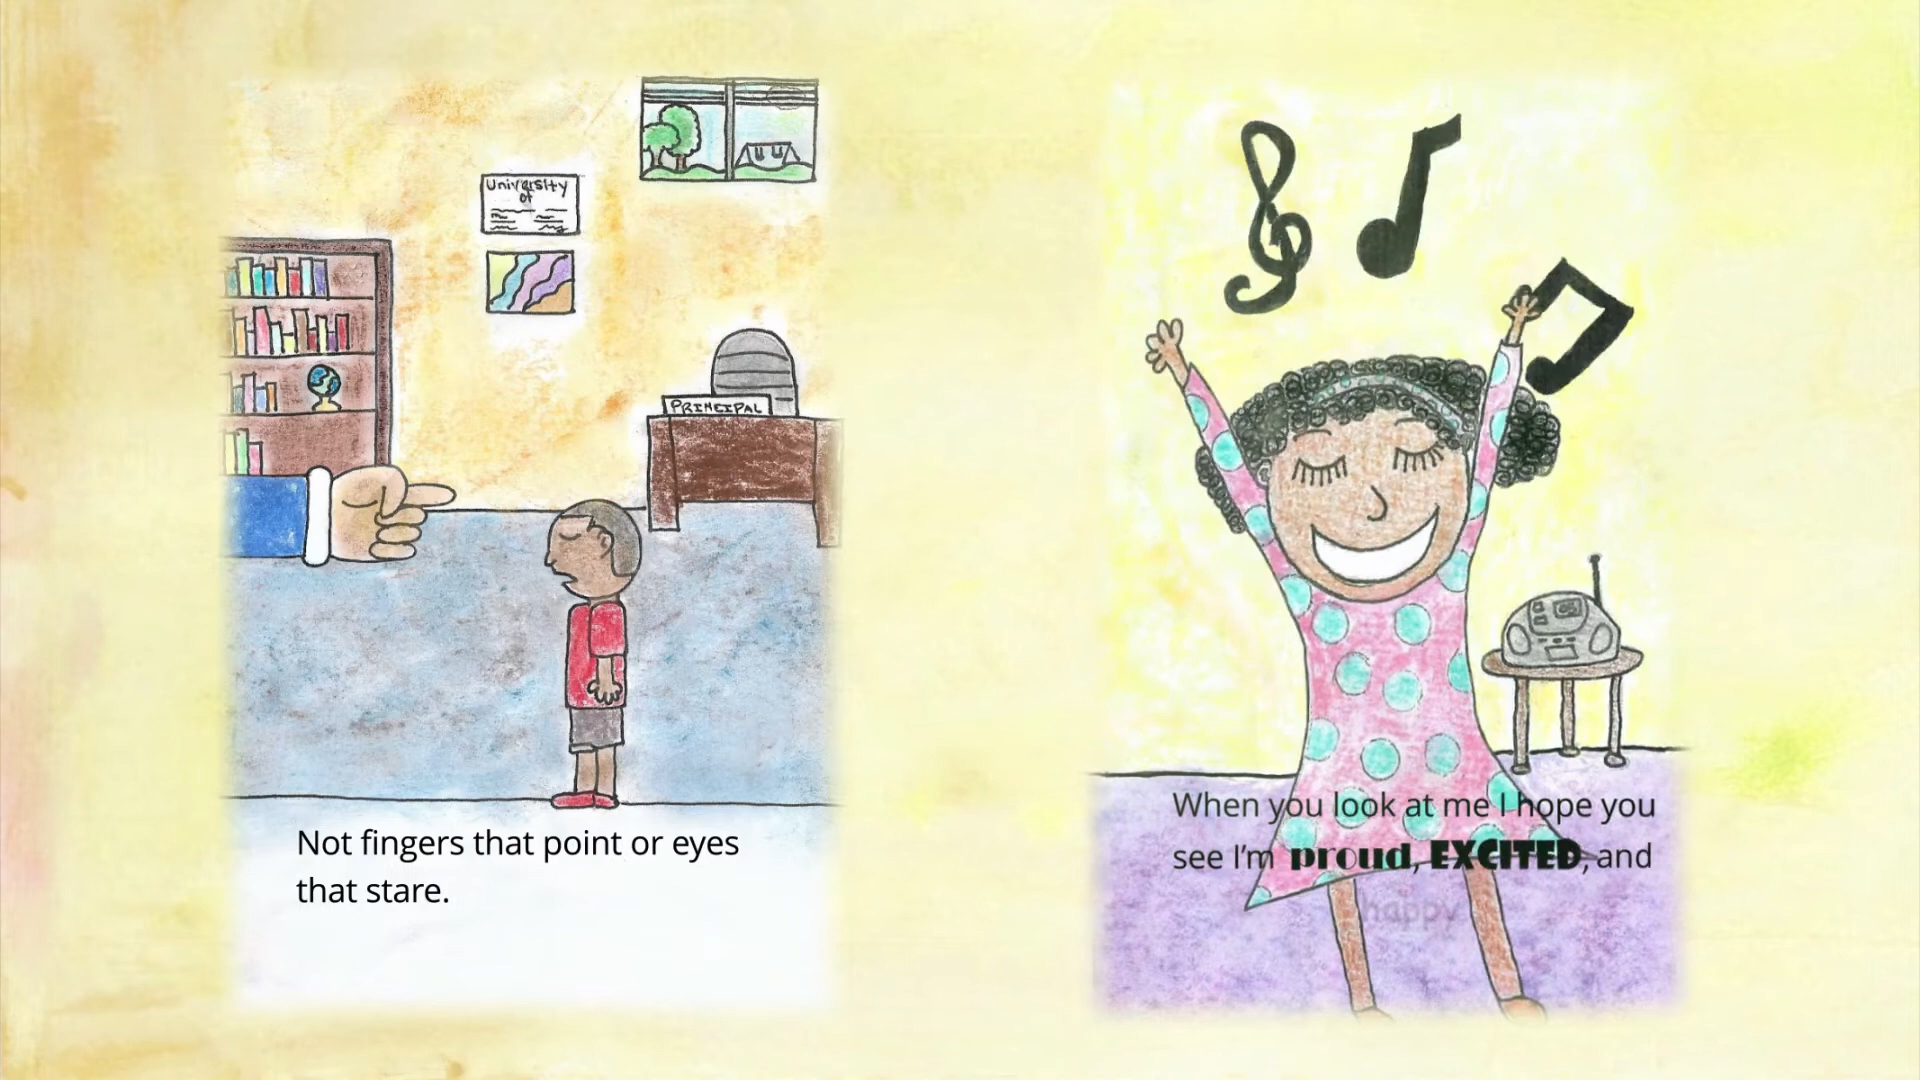 University
of
PRINCIPAL
Not fingers that point or eyes
that stare.
When you look at me I hope you
see I'm proud, EXCITED, and
happy